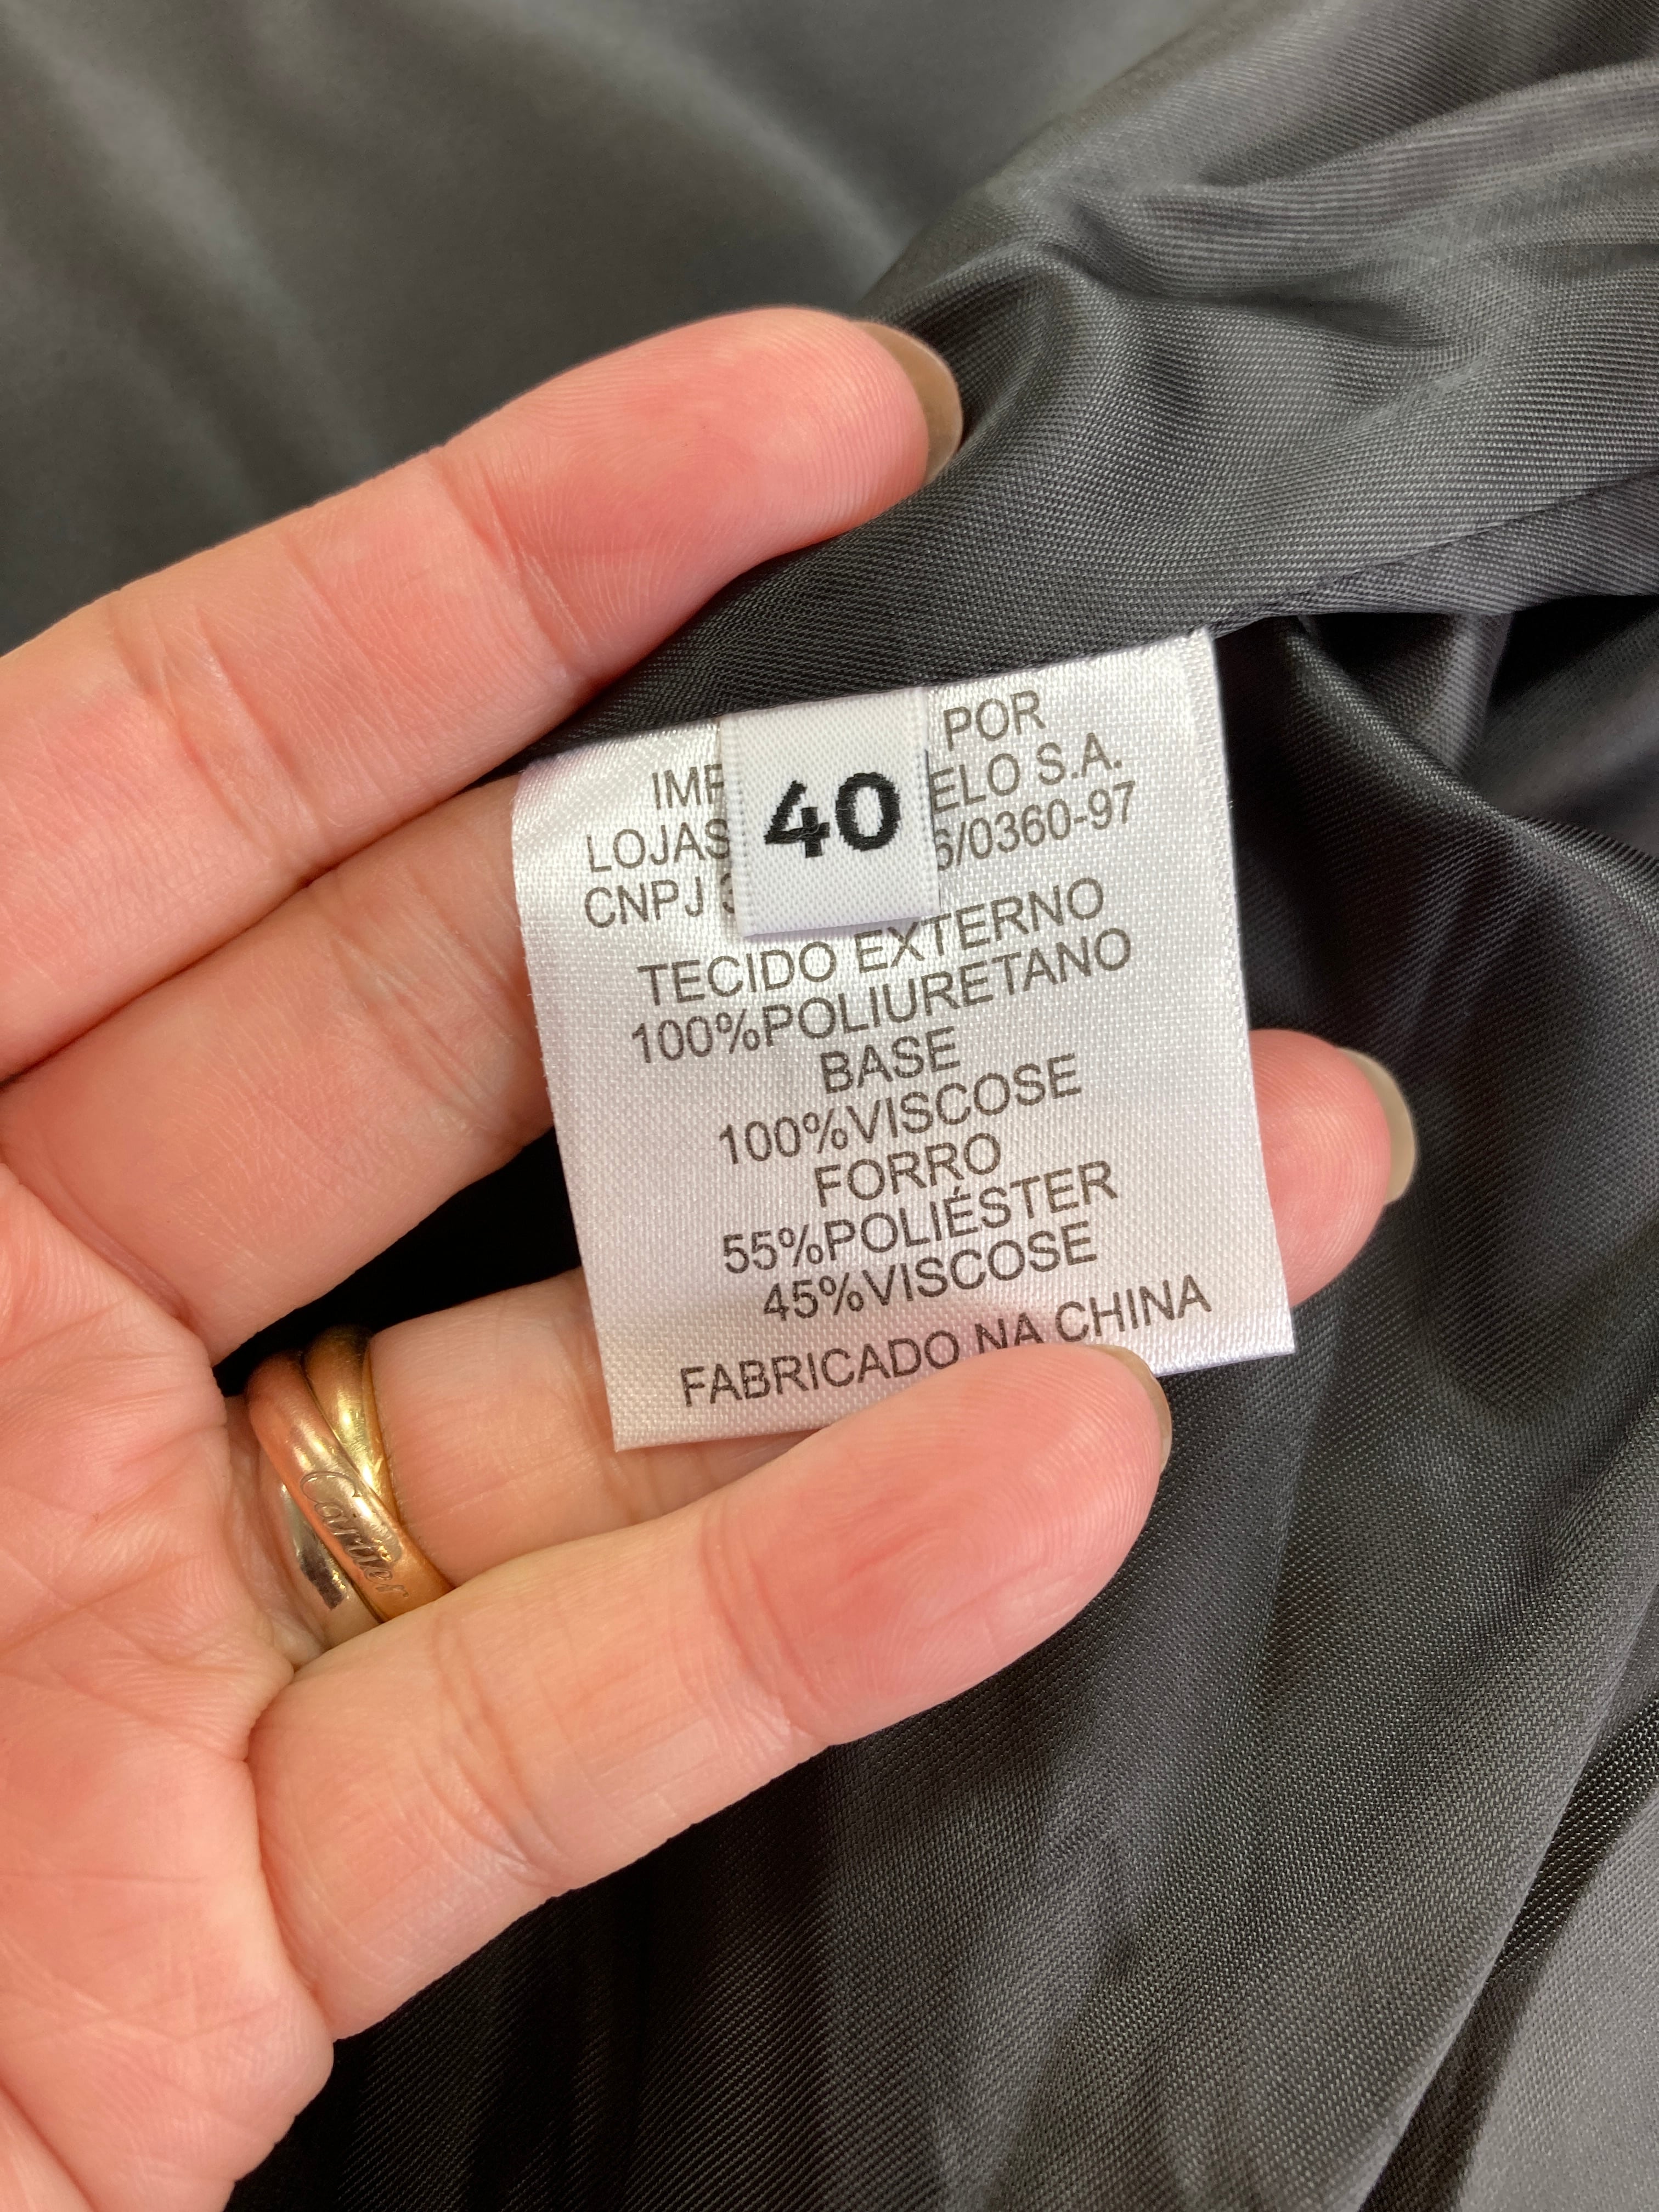 40
POR
LOJAS ELO S.A.
CNPJ 6/0360-97
TECIDO EXTERNO
100%POLIURETANO
BASE
100%VISCOSE
FORRO
55%POLIÉSTER
45%VISCOSE
FABRICADO NA CHINA
Cartier